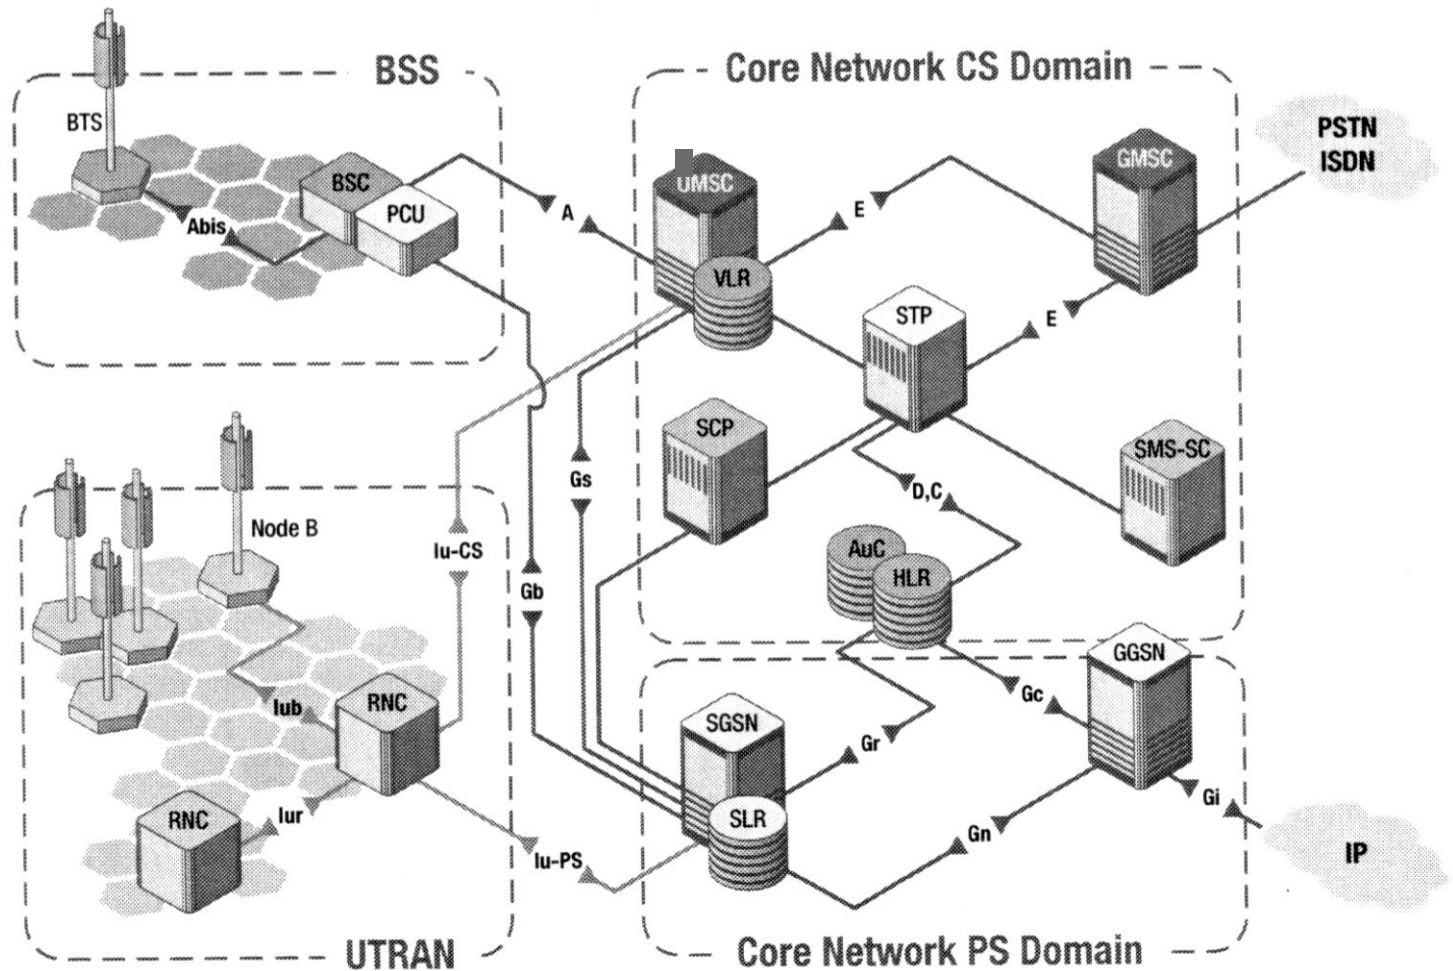 BSS
Core Network CS Domain
BTS
PSTN
ISDN
GMSC
BSC
UMSC
PCU
A
E
Abis
VLR
STP
E
SCP
SMS-SC
Gs
D,C
Node B
Iu-CS
AuC
HLR
Gb
GGSN
Gc
Iub
RNC
SGSN
Gr
Gi
RNC
Iur
SLR
Gn
Iu-PS
IP
UTRAN
Core Network PS Domain